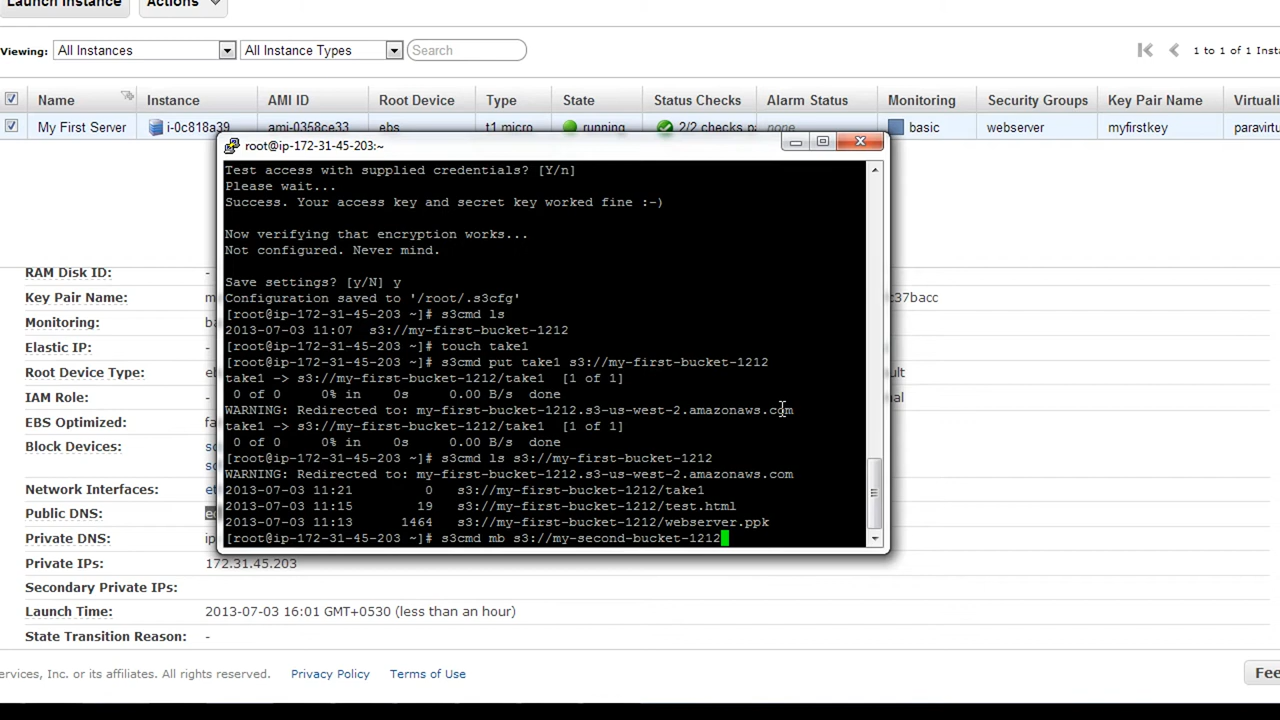 Launch Instance Actions
Viewing: All Instances All Instance Types Search 1 to 1 of 1 Insta
Name Instance AMI ID Root Device Type State Status Checks Alarm Status Monitoring Security Groups Key Pair Name Virtuali
My First Server i-0c818a39 ami-0358ce33 ebs t1.micro running 2/2 checks pa none basic webserver myfirstkey paravirtu
root@ip-172-31-45-203:~
Test access with supplied credentials? [Y/n]
Please wait...
Success. Your access key and secret key worked fine :-)
Now verifying that encryption works...
Not configured. Never mind.
Save settings? [y/N] y
Configuration saved to '/root/.s3cfg'
[root@ip-172-31-45-203 ~]# s3cmd ls
2013-07-03 11:07 s3://my-first-bucket-1212
[root@ip-172-31-45-203 ~]# touch take1
[root@ip-172-31-45-203 ~]# s3cmd put take1 s3://my-first-bucket-1212
take1 -> s3://my-first-bucket-1212/take1 [1 of 1]
0 of 0 0% in 0s 0.00 B/s done
WARNING: Redirected to: my-first-bucket-1212.s3-us-west-2.amazonaws.com
take1 -> s3://my-first-bucket-1212/take1 [1 of 1]
0 of 0 0% in 0s 0.00 B/s done
[root@ip-172-31-45-203 ~]# s3cmd ls s3://my-first-bucket-1212
WARNING: Redirected to: my-first-bucket-1212.s3-us-west-2.amazonaws.com
2013-07-03 11:21 0 s3://my-first-bucket-1212/take1
2013-07-03 11:15 19 s3://my-first-bucket-1212/test.html
2013-07-03 11:13 1464 s3://my-first-bucket-1212/webserver.ppk
[root@ip-172-31-45-203 ~]# s3cmd mb s3://my-second-bucket-1212
RAM Disk ID: -
Key Pair Name: m c37bacc
Monitoring: ba
Elastic IP: -
Root Device Type: eb ult
IAM Role: - nal
EBS Optimized: fa
Block Devices: sd
Network Interfaces: et
Public DNS: ec
Private DNS: ip
Private IPs: 172.31.45.203
Secondary Private IPs:
Launch Time: 2013-07-03 16:01 GMT+0530 (less than an hour)
State Transition Reason: -
ervices, Inc. or its affiliates. All rights reserved. Privacy Policy Terms of Use Fee